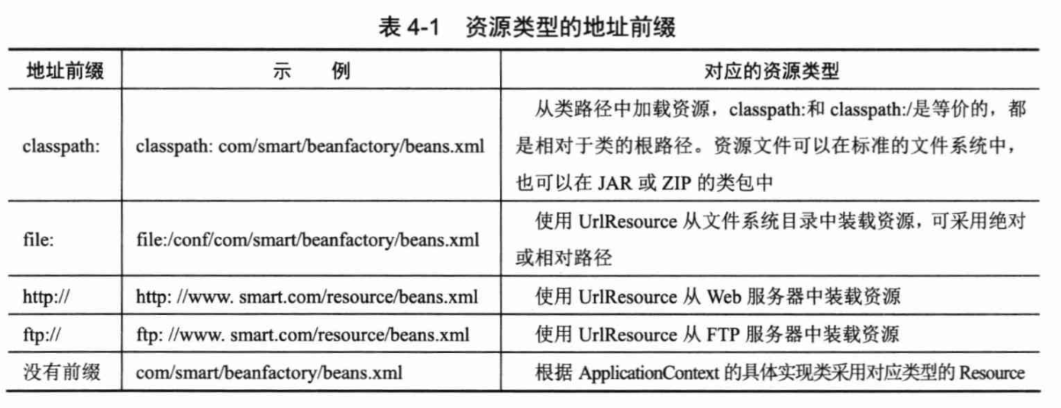 表 4-1 资源类型的地址前缀
地址前缀 示 例 对应的资源类型
从类路径中加载资源，classpath:和 classpath:/是等价的，都
classpath: classpath: com/smart/beanfactory/beans.xml 是相对于类的根路径。资源文件可以在标准的文件系统中，
也可以在 JAR 或 ZIP 的类包中
使用 UrlResource 从文件系统目录中装载资源，可采用绝对
file: file:/conf/com/smart/beanfactory/beans.xml
或相对路径
http:// http: //www. smart.com/resource/beans.xml 使用 UrlResource 从 Web 服务器中装载资源
ftp:// ftp: //www. smart.com/resource/beans.xml 使用 UrlResource 从 FTP 服务器中装载资源
没有前缀 com/smart/beanfactory/beans.xml 根据 ApplicationContext 的具体实现类采用对应类型的 Resource